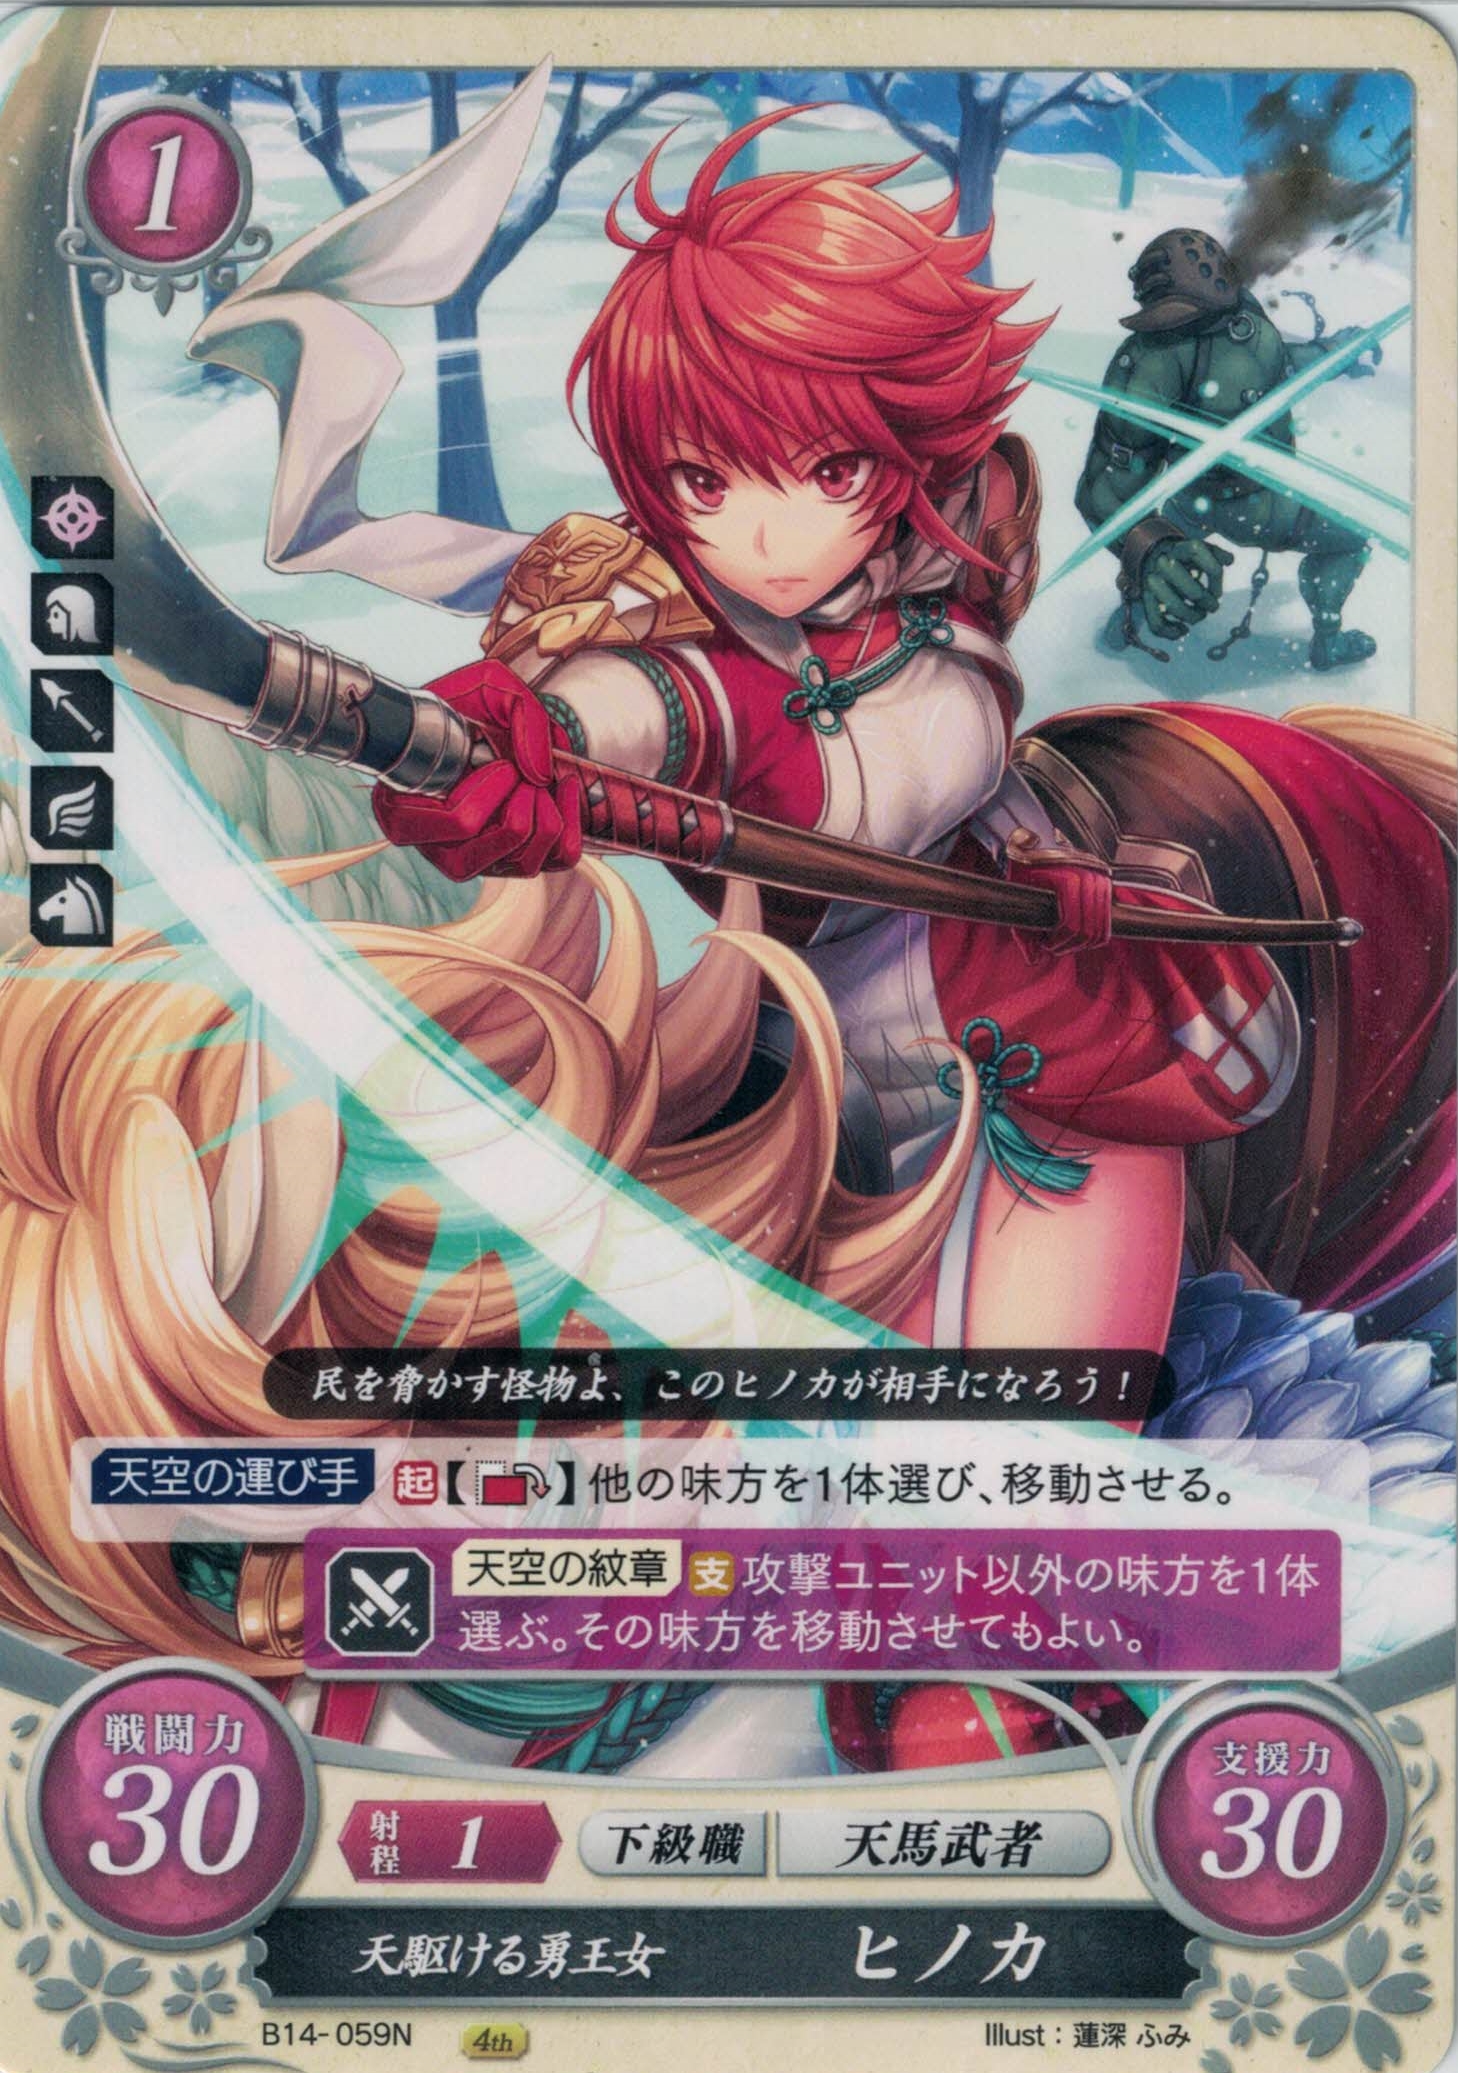 1
民を脅かす怪物よ、このヒノカが相手になろう！
天空の運び手 起【】他の味方を1体選び、移動させる。
天空の紋章 支 攻撃ユニット以外の味方を1体
選ぶ。その味方を移動させてもよい。
戦闘力
30
射程 1
下級職 天馬武者
支援力
30
天駆ける勇王女 ヒノカ
B14-059N 4th Illust：蓮深 ふみ